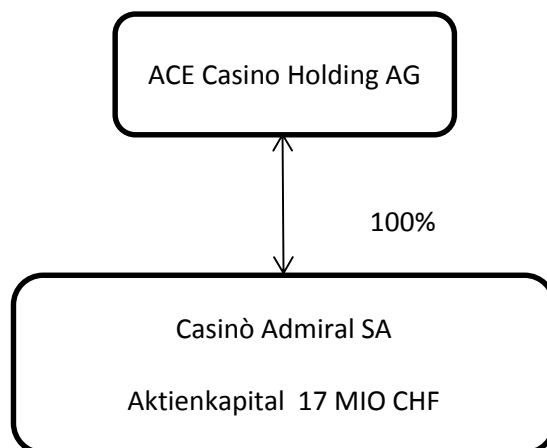 ACE Casino Holding AG
100%
Casinò Admiral SA
Aktienkapital 17 MIO CHF